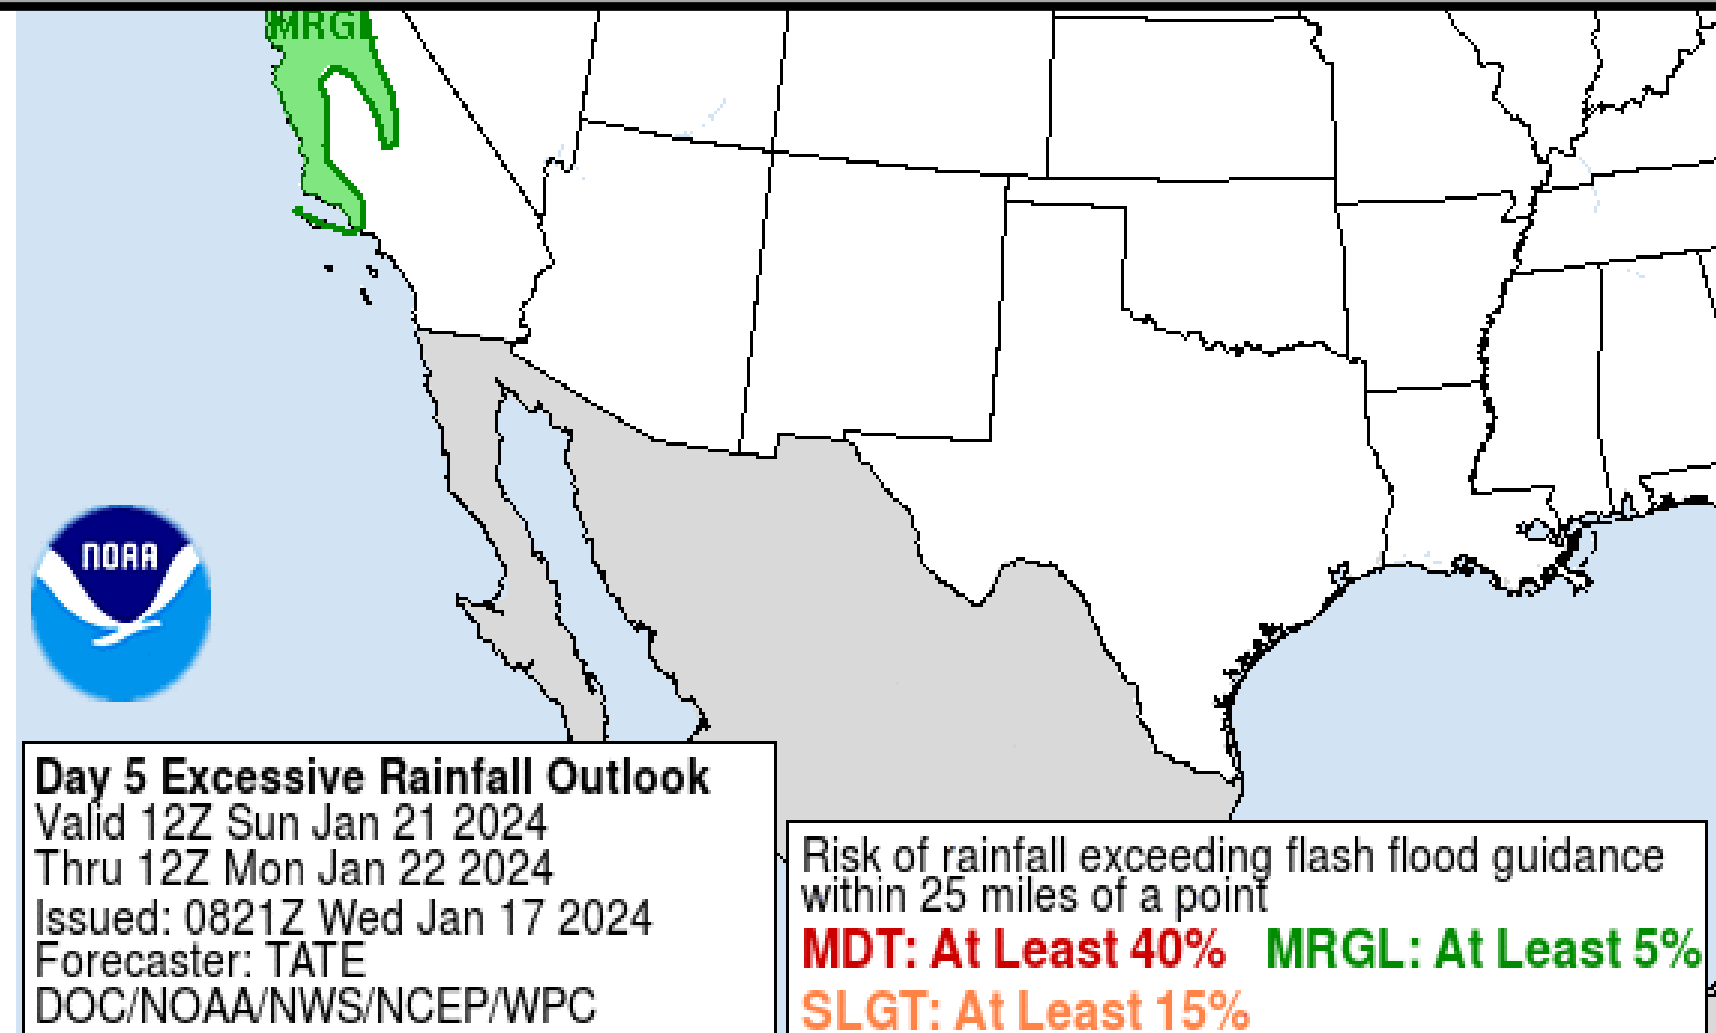 MRGL
NOAA
Day 5 Excessive Rainfall Outlook
Valid 12Z Sun Jan 21 2024
Thru 12Z Mon Jan 22 2024
Issued: 0821Z Wed Jan 17 2024
Forecaster: TATE
DOC/NOAA/NWS/NCEP/WPC
Risk of rainfall exceeding flash flood guidance
within 25 miles of a point
MDT: At Least 40% MRGL: At Least 5%
SLGT: At Least 15%